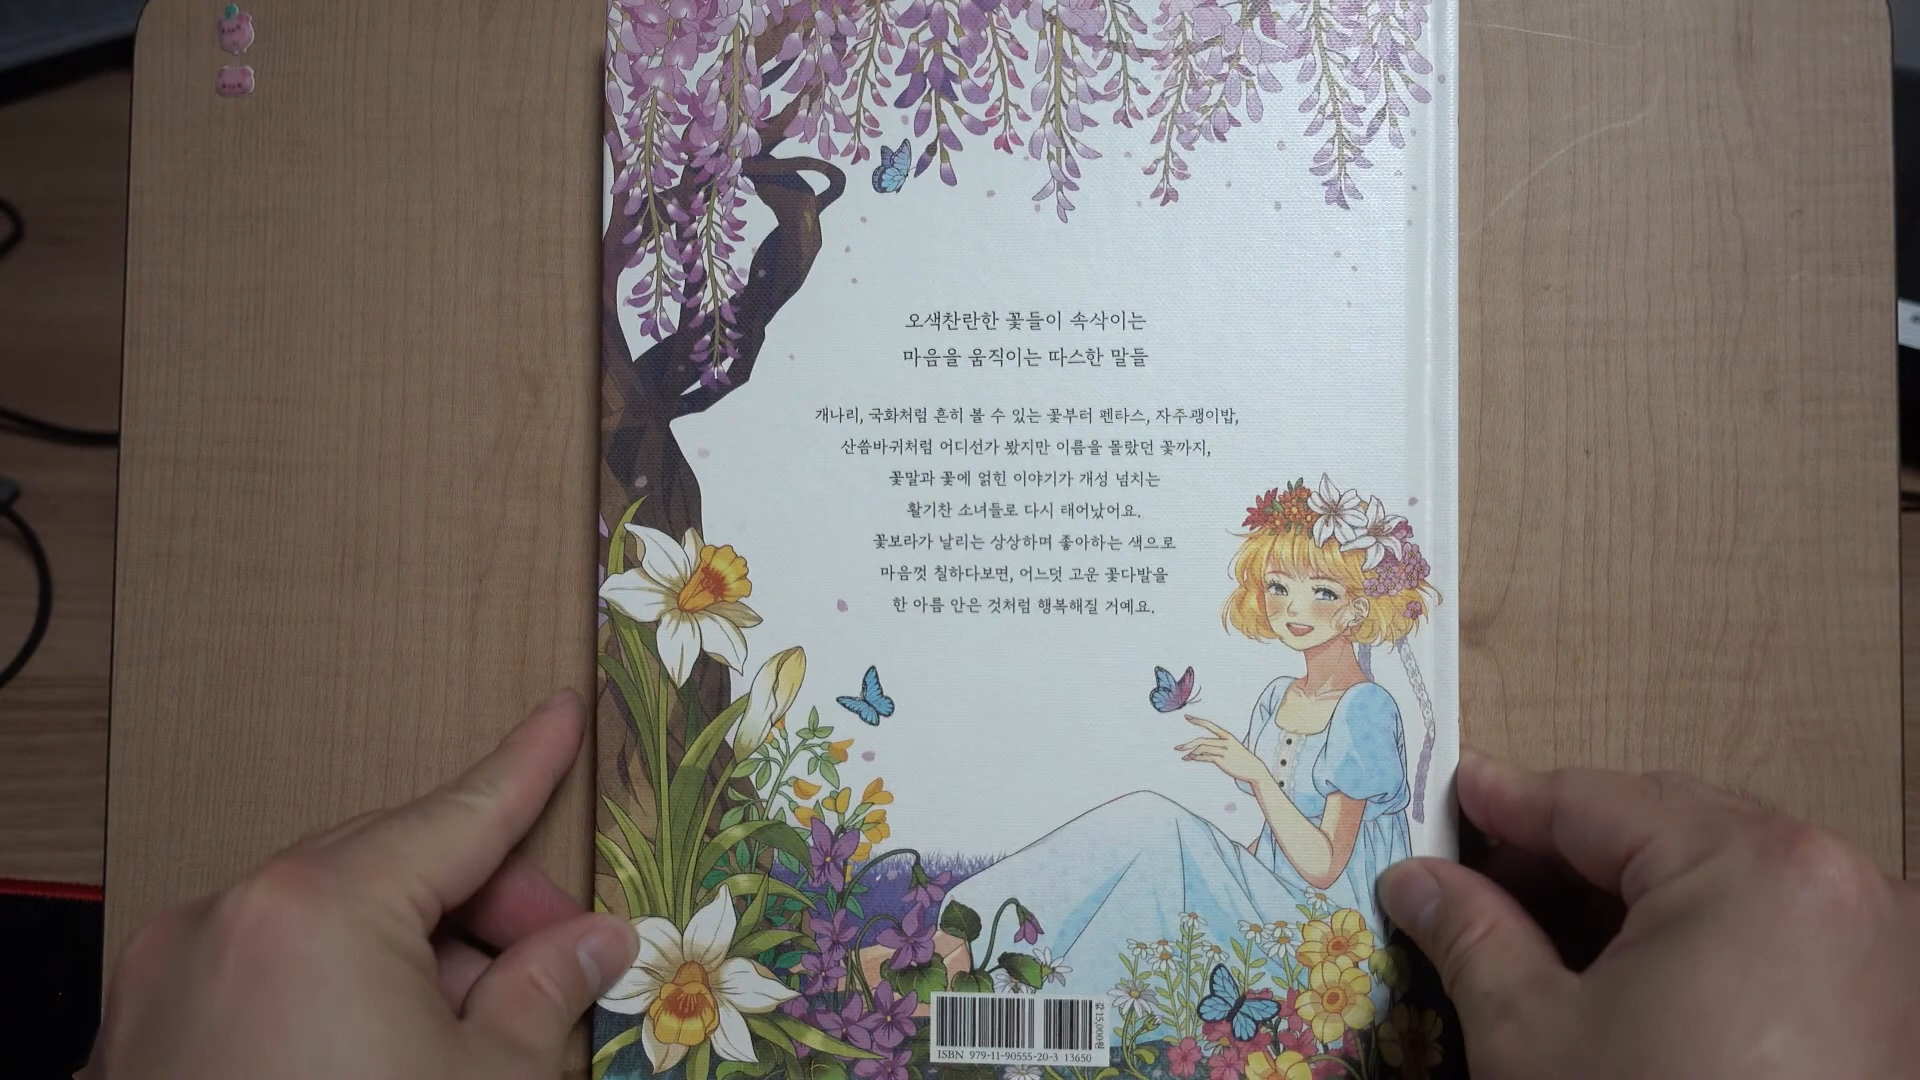 오색찬란한 꽃들이 속삭이는
마음을 움직이는 따스한 말들
개나리, 국화처럼 흔히 볼 수 있는 꽃부터 펜타스, 자주괭이밥,
산씀바귀처럼 어디선가 봤지만 이름을 몰랐던 꽃까지,
꽃말과 꽃에 얽힌 이야기가 개성 넘치는
활기찬 소녀들로 다시 태어났어요.
꽃보라가 날리는 상상하며 좋아하는 색으로
마음껏 칠하다보면, 어느덧 고운 꽃다발을
한 아름 안은 것처럼 행복해질 거예요.
값 15,000원
ISBN 979-11-90555-20-3 13650